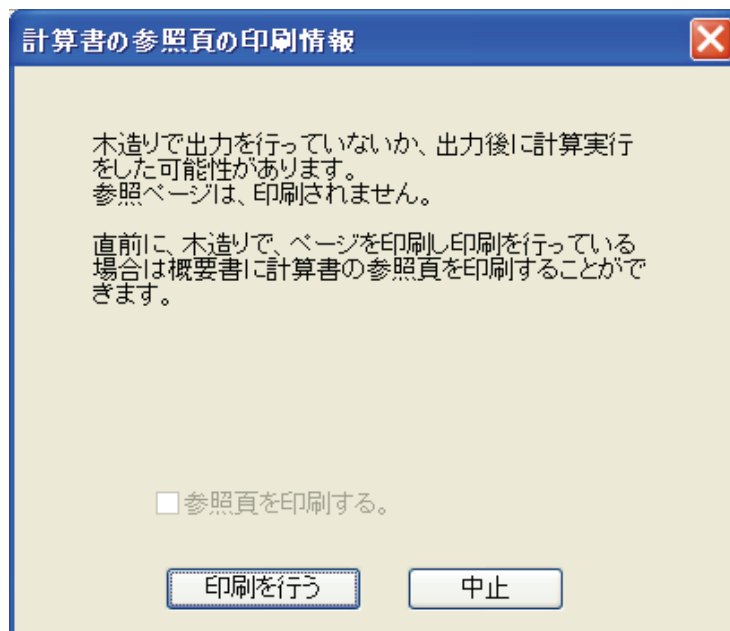 計算書の参照頁の印刷情報
木造りで出力を行っていないか、出力後に計算実行
をした可能性があります。
参照ページは、印刷されません。
直前に、木造りで、ページを印刷し印刷を行っている
場合は概要書に計算書の参照頁を印刷することがで
きます。
参照頁を印刷する。
印刷を行う
中止